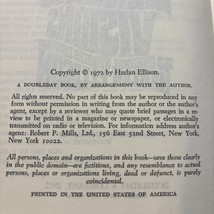 Copyright © 1972 by Harlan Ellison.
A DOUBLEDAY BOOK, BY ARRANGEMENT WITH THE AUTHOR.
All rights reserved. No part of this book may be reproduced in any
form without permission in writing from the author or the author's
agent, except by a reviewer who may quote brief passages in a re-
view to be printed in a magazine or newspaper, or electronically
transmitted on radio or television. For information address author's
agent: Robert P. Mills, Ltd., 156 East 52nd Street, New York,
New York 10022.
All persons, places and organizations in this book—save those clearly
in the public domain—are fictitious, and any resemblance to actual
persons, places or organizations living, dead or defunct, is purely
coincidental.
PRINTED IN THE UNITED STATES OF AMERICA